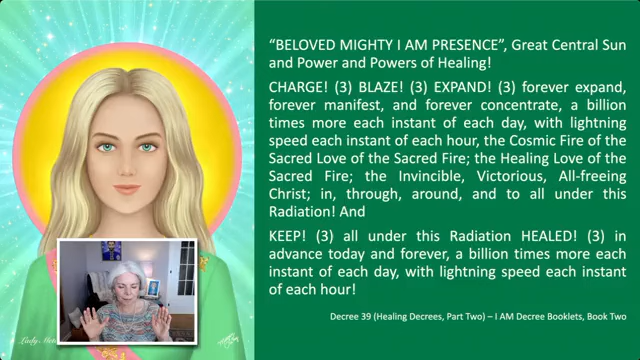 “BELOVED MIGHTY I AM PRESENCE”, Great Central Sun
and Power and Powers of Healing!
CHARGE! (3) BLAZE! (3) EXPAND! (3) forever expand,
forever manifest, and forever concentrate, a billion
times more each instant of each day, with lightning
speed each instant of each hour, the Cosmic Fire of the
Sacred Love of the Sacred Fire; the Healing Love of the
Sacred Fire; the Invincible, Victorious, All-freeing
Christ; in, through, around, and to all under this
Radiation! And
KEEP! (3) all under this Radiation HEALED! (3) in
advance today and forever, a billion times more each
instant of each day, with lightning speed each instant
of each hour!
Decree 39 (Healing Decrees, Part Two) – I AM Decree Booklets, Book Two
Lady